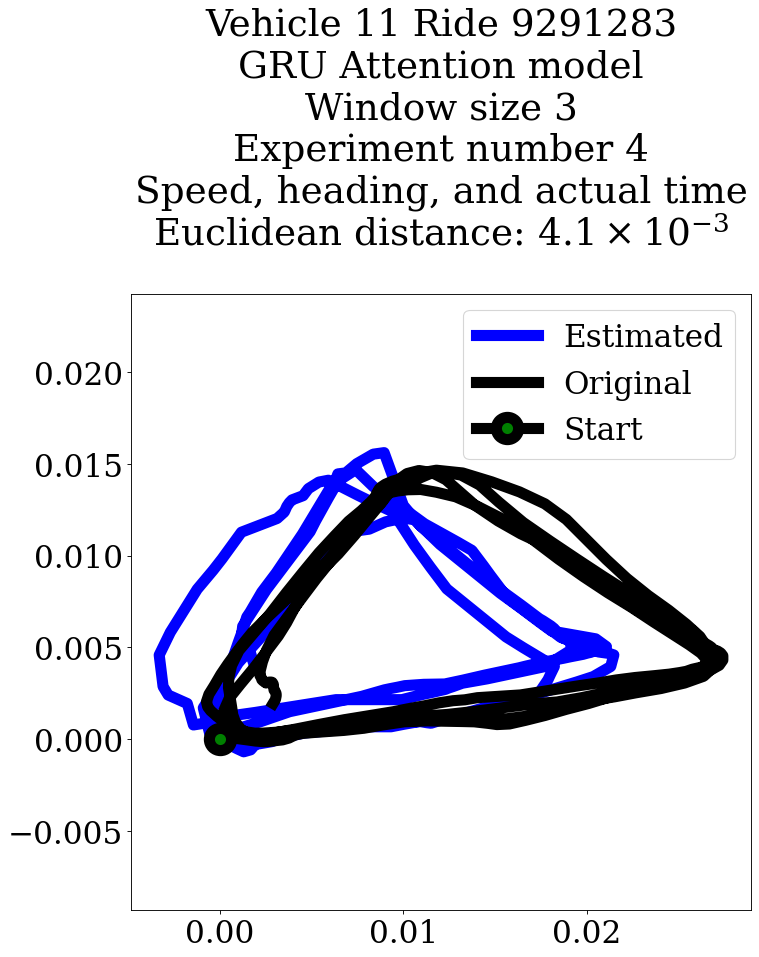 Vehicle 11 Ride 9291283
GRU Attention model
Window size 3
Experiment number 4
Speed, heading, and actual time
Euclidean distance: 4.1 × 10⁻³
Estimated
Original
Start
0.020
0.015
0.010
0.005
0.000
−0.005
0.00 0.01 0.02